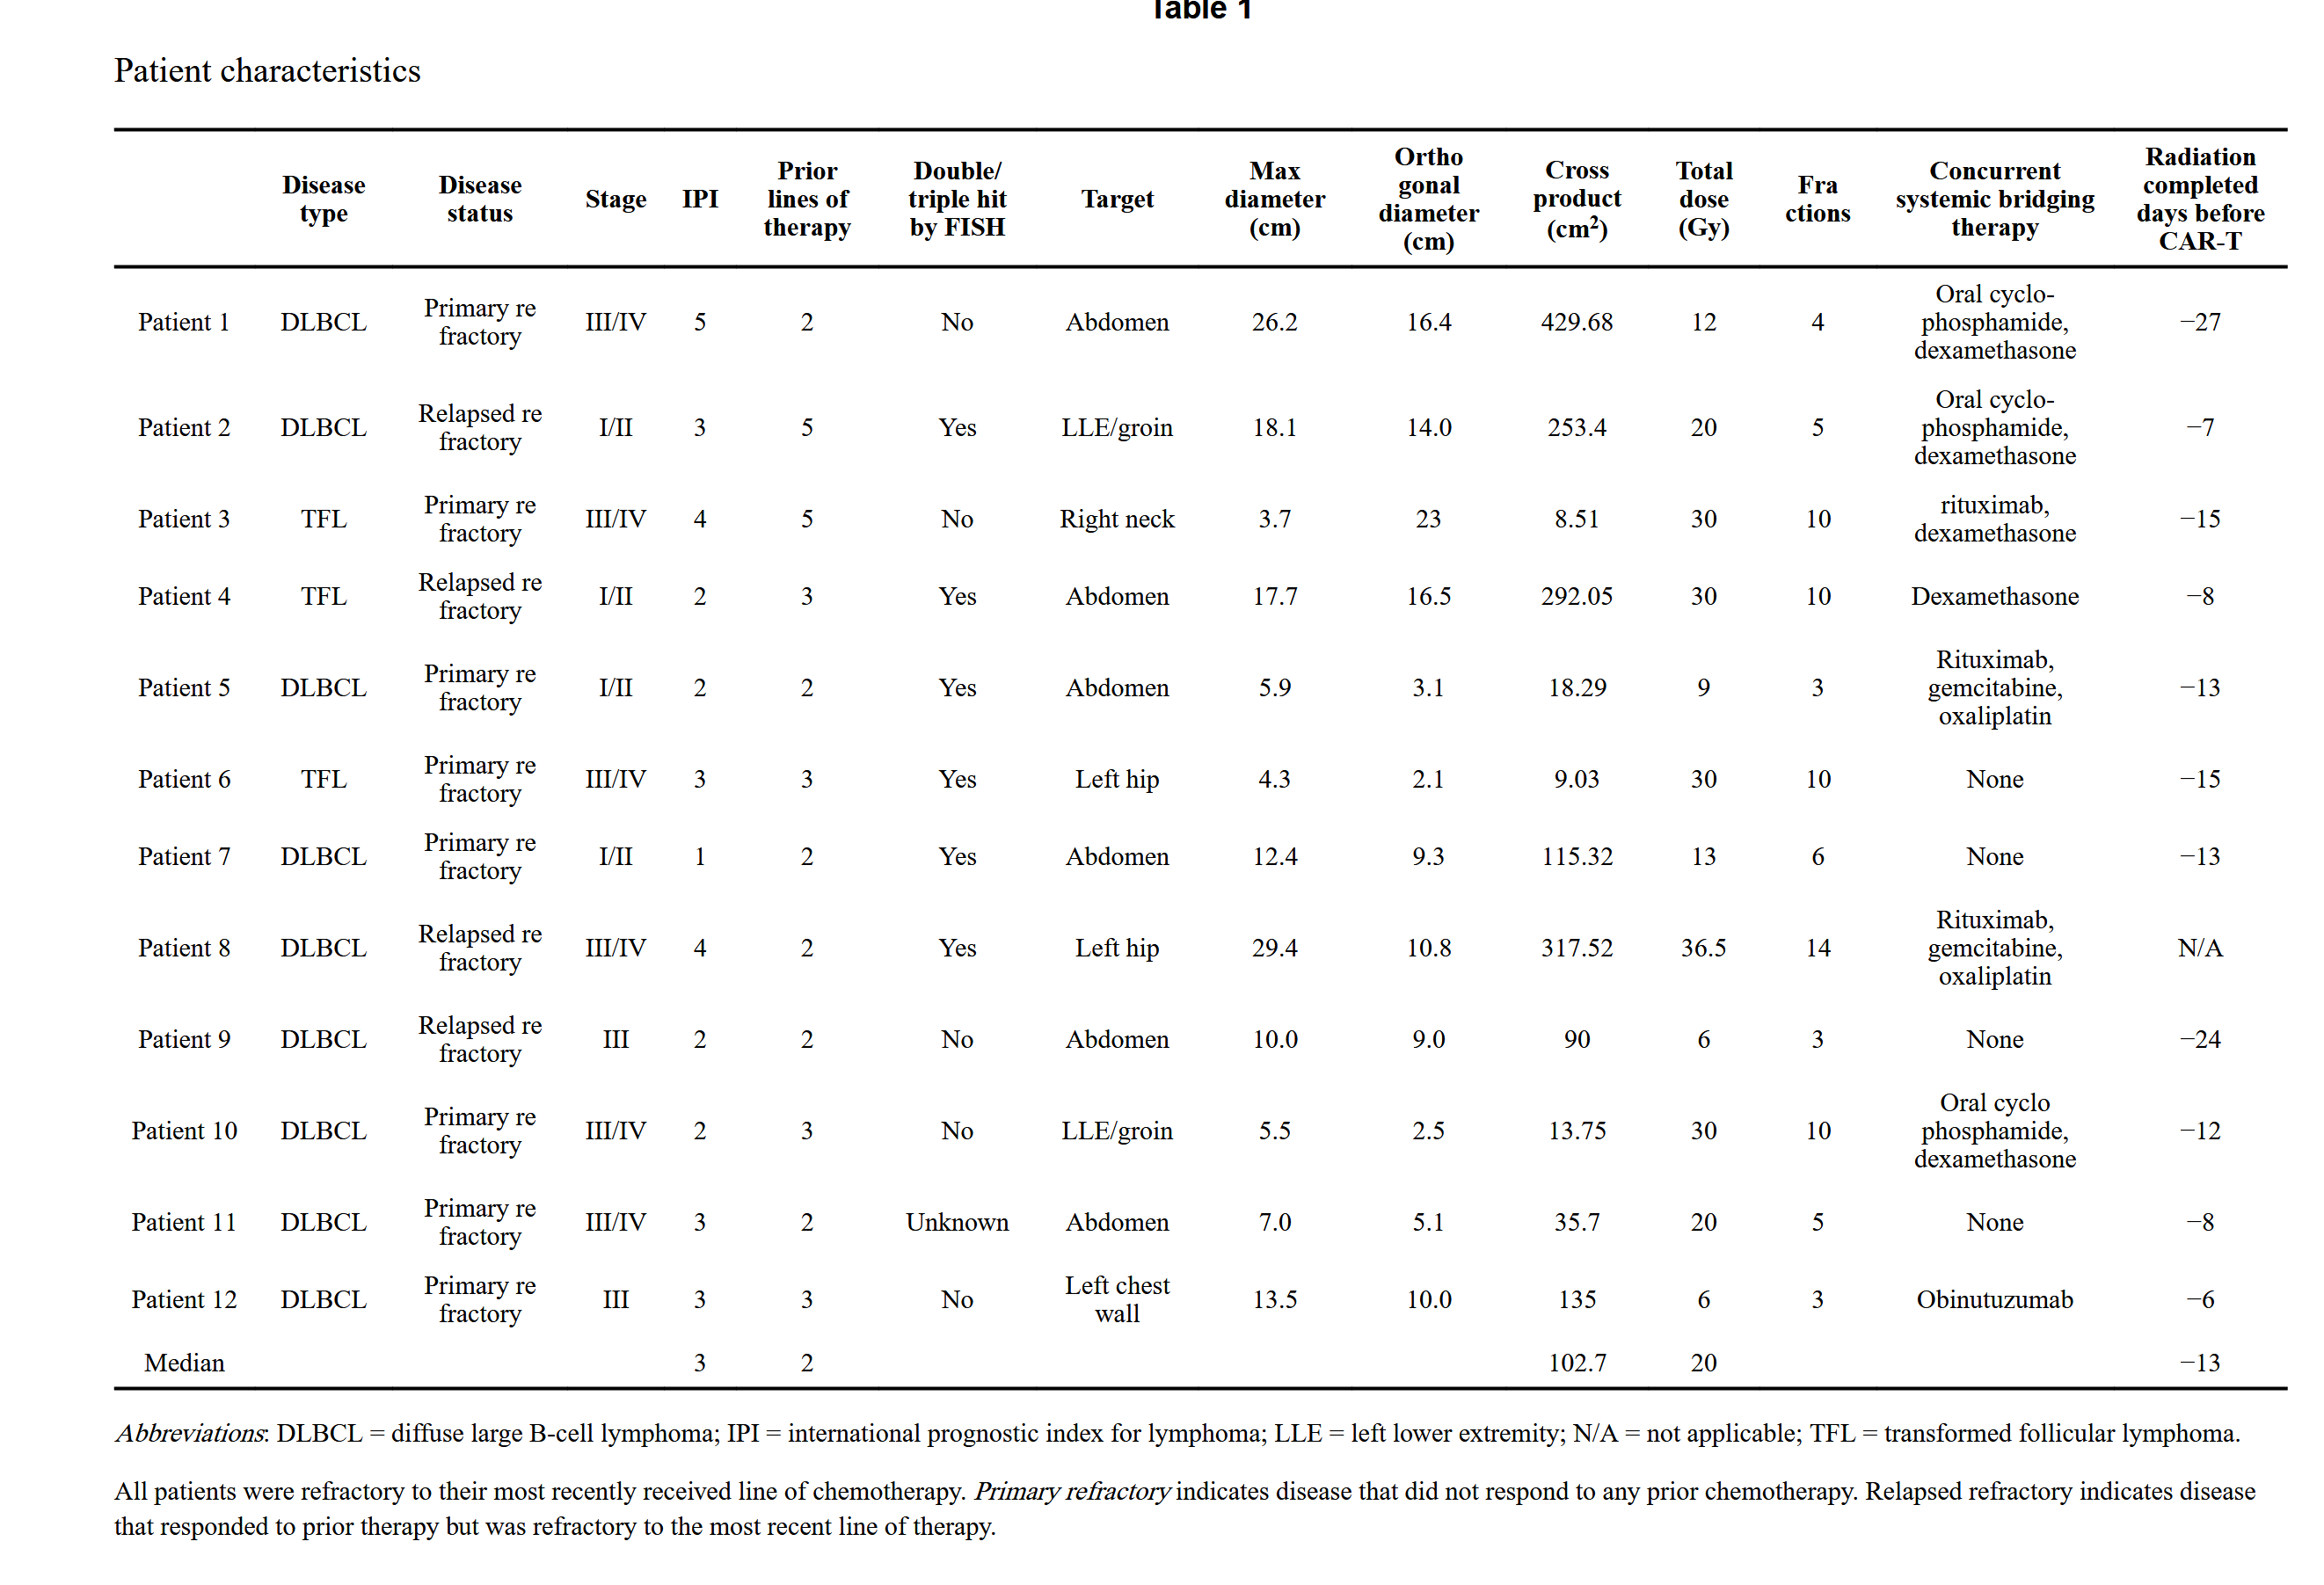 Table 1
Patient characteristics
Disease type | Disease status | Stage | IPI | Prior lines of therapy | Double/ triple hit by FISH | Target | Max diameter (cm) | Ortho gonal diameter (cm) | Cross product (cm²) | Total dose (Gy) | Fra ctions | Concurrent systemic bridging therapy | Radiation completed days before CAR-T
Patient 1 | DLBCL | Primary re fractory | III/IV | 5 | 2 | No | Abdomen | 26.2 | 16.4 | 429.68 | 12 | 4 | Oral cyclo- phosphamide, dexamethasone | −27
Patient 2 | DLBCL | Relapsed re fractory | I/II | 3 | 5 | Yes | LLE/groin | 18.1 | 14.0 | 253.4 | 20 | 5 | Oral cyclo- phosphamide, dexamethasone | −7
Patient 3 | TFL | Primary re fractory | III/IV | 4 | 5 | No | Right neck | 3.7 | 23 | 8.51 | 30 | 10 | rituximab, dexamethasone | −15
Patient 4 | TFL | Relapsed re fractory | I/II | 2 | 3 | Yes | Abdomen | 17.7 | 16.5 | 292.05 | 30 | 10 | Dexamethasone | −8
Patient 5 | DLBCL | Primary re fractory | I/II | 2 | 2 | Yes | Abdomen | 5.9 | 3.1 | 18.29 | 9 | 3 | Rituximab, gemcitabine, oxaliplatin | −13
Patient 6 | TFL | Primary re fractory | III/IV | 3 | 3 | Yes | Left hip | 4.3 | 2.1 | 9.03 | 30 | 10 | None | −15
Patient 7 | DLBCL | Primary re fractory | I/II | 1 | 2 | Yes | Abdomen | 12.4 | 9.3 | 115.32 | 13 | 6 | None | −13
Patient 8 | DLBCL | Relapsed re fractory | III/IV | 4 | 2 | Yes | Left hip | 29.4 | 10.8 | 317.52 | 36.5 | 14 | Rituximab, gemcitabine, oxaliplatin | N/A
Patient 9 | DLBCL | Relapsed re fractory | III | 2 | 2 | No | Abdomen | 10.0 | 9.0 | 90 | 6 | 3 | None | −24
Patient 10 | DLBCL | Primary re fractory | III/IV | 2 | 3 | No | LLE/groin | 5.5 | 2.5 | 13.75 | 30 | 10 | Oral cyclo phosphamide, dexamethasone | −12
Patient 11 | DLBCL | Primary re fractory | III/IV | 3 | 2 | Unknown | Abdomen | 7.0 | 5.1 | 35.7 | 20 | 5 | None | −8
Patient 12 | DLBCL | Primary re fractory | III | 3 | 3 | No | Left chest wall | 13.5 | 10.0 | 135 | 6 | 3 | Obinutuzumab | −6
Median | 3 | 2 | 102.7 | 20 | −13
Abbreviations: DLBCL = diffuse large B-cell lymphoma; IPI = international prognostic index for lymphoma; LLE = left lower extremity; N/A = not applicable; TFL = transformed follicular lymphoma.
All patients were refractory to their most recently received line of chemotherapy. Primary refractory indicates disease that did not respond to any prior chemotherapy. Relapsed refractory indicates disease
that responded to prior therapy but was refractory to the most recent line of therapy.